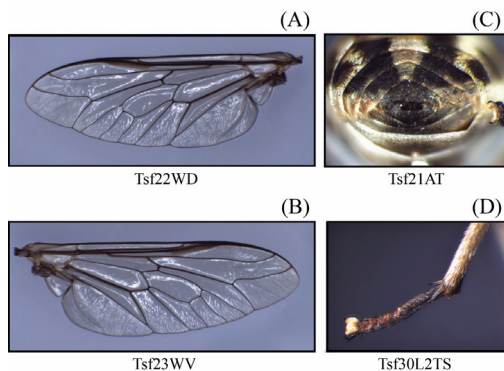 (A)
Tsf22WD
(C)
Tsf21AT
(B)
Tsf23WV
(D)
Tsf30L2TS